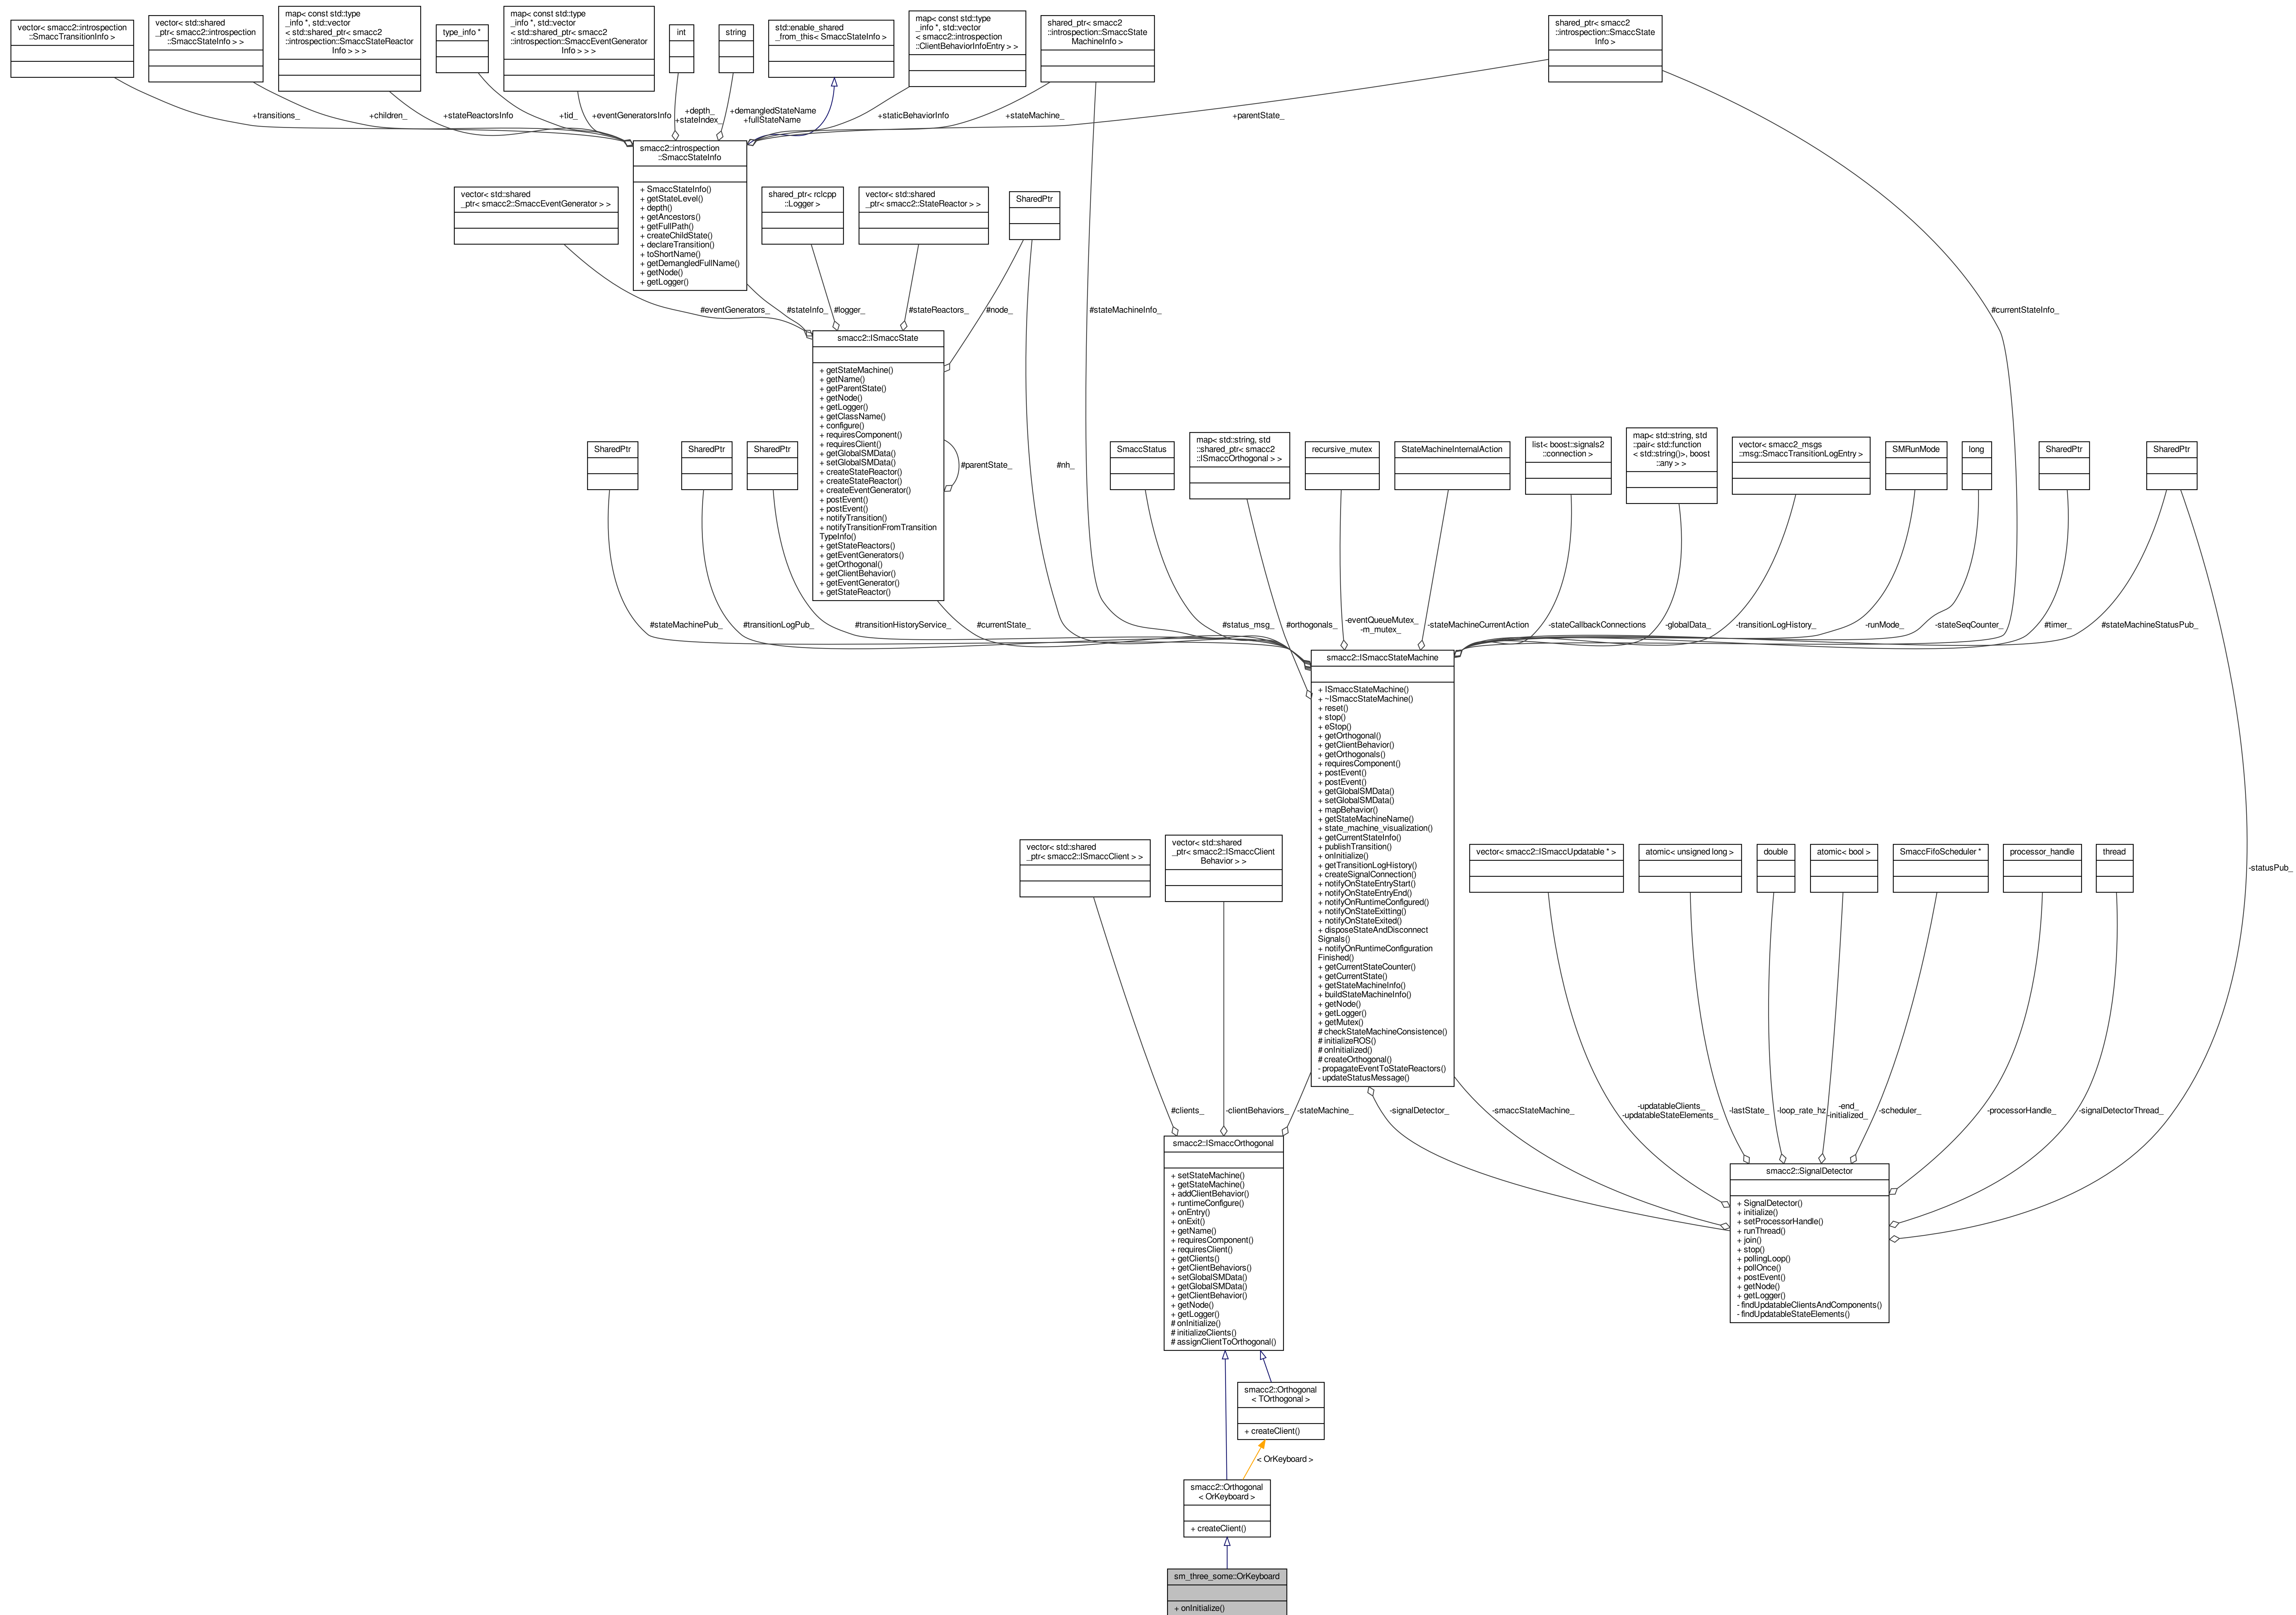 vector< smacc2::introspection
::SmaccTransitionInfo >
vector< std::shared
_ptr< smacc2::introspection
::SmaccStateInfo > >
map< const std::type
_info *, std::vector
< std::shared_ptr< smacc2
::introspection::SmaccStateReactor
Info > > >
type_info *
map< const std::type
_info *, std::vector
< std::shared_ptr< smacc2
::introspection::SmaccEventGenerator
Info > > >
int
string
std::enable_shared
_from_this< SmaccStateInfo >
map< const std::type
_info *, std::vector
< smacc2::introspection
::ClientBehaviorInfoEntry > >
shared_ptr< smacc2
::introspection::SmaccState
MachineInfo >
shared_ptr< smacc2
::introspection::SmaccState
Info >
+transitions_
+children_
+stateReactorsInfo
+tid_
+eventGeneratorsInfo
+depth_
+stateIndex_
+demangledStateName
+fullStateName
+staticBehaviorInfo
+stateMachine_
+parentState_
smacc2::introspection
::SmaccStateInfo
+ SmaccStateInfo()
+ getStateLevel()
+ depth()
+ getAncestors()
+ getFullPath()
+ createChildState()
+ declareTransition()
+ toShortName()
+ getDemangledFullName()
+ getNode()
+ getLogger()
vector< std::shared
_ptr< smacc2::SmaccEventGenerator > >
shared_ptr< rclcpp
::Logger >
vector< std::shared
_ptr< smacc2::StateReactor > >
SharedPtr
#eventGenerators_
#stateInfo_
#logger_
#stateReactors_
#node_
#stateMachineInfo_
#currentStateInfo_
smacc2::ISmaccState
+ getStateMachine()
+ getName()
+ getParentState()
+ getNode()
+ getLogger()
+ getClassName()
+ configure()
+ requiresComponent()
+ requiresClient()
+ getGlobalSMData()
+ setGlobalSMData()
+ createStateReactor()
+ createStateReactor()
+ createEventGenerator()
+ postEvent()
+ postEvent()
+ notifyTransition()
+ notifyTransitionFromTransition
TypeInfo()
+ getStateReactors()
+ getEventGenerators()
+ getOrthogonal()
+ getClientBehavior()
+ getEventGenerator()
+ getStateReactor()
#parentState_
#nh_
SharedPtr
SharedPtr
SharedPtr
SmaccStatus
map< std::string, std
::shared_ptr< smacc2
::ISmaccOrthogonal > >
recursive_mutex
StateMachineInternalAction
list< boost::signals2
::connection >
map< std::string, std
::pair< std::function
< std::string()>, boost
::any > >
vector< smacc2_msgs
::msg::SmaccTransitionLogEntry >
SMRunMode
long
SharedPtr
SharedPtr
#stateMachinePub_
#transitionLogPub_
#transitionHistoryService_
#currentState_
#status_msg_
#orthogonals_
-eventQueueMutex_
-m_mutex_
-stateMachineCurrentAction
-stateCallbackConnections
-globalData_
-transitionLogHistory_
-runMode_
-stateSeqCounter_
#timer_
#stateMachineStatusPub_
smacc2::ISmaccStateMachine
+ ISmaccStateMachine()
+ ~ISmaccStateMachine()
+ reset()
+ stop()
+ eStop()
+ getOrthogonal()
+ getClientBehavior()
+ getOrthogonals()
+ requiresComponent()
+ postEvent()
+ postEvent()
+ getGlobalSMData()
+ setGlobalSMData()
+ mapBehavior()
+ getStateMachineName()
+ state_machine_visualization()
+ getCurrentStateInfo()
+ publishTransition()
+ onInitialize()
+ getTransitionLogHistory()
+ createSignalConnection()
+ notifyOnStateEntryStart()
+ notifyOnStateEntryEnd()
+ notifyOnRuntimeConfigured()
+ notifyOnStateExitting()
+ notifyOnStateExited()
+ disposeStateAndDisconnect
Signals()
+ notifyOnRuntimeConfiguration
Finished()
+ getCurrentStateCounter()
+ getCurrentState()
+ getStateMachineInfo()
+ buildStateMachineInfo()
+ getNode()
+ getLogger()
+ getMutex()
# checkStateMachineConsistence()
# initializeROS()
# onInitialized()
# createOrthogonal()
- propagateEventToStateReactors()
- updateStatusMessage()
vector< std::shared
_ptr< smacc2::ISmaccClient > >
vector< std::shared
_ptr< smacc2::ISmaccClient
Behavior > >
vector< smacc2::ISmaccUpdatable * >
atomic< unsigned long >
double
atomic< bool >
SmaccFifoScheduler *
processor_handle
thread
-statusPub_
#clients_
-clientBehaviors_
-stateMachine_
-signalDetector_
-smaccStateMachine_
-updatableClients_
-updatableStateElements_
-lastState_
-loop_rate_hz
-end_
-initialized_
-scheduler_
-processorHandle_
-signalDetectorThread_
smacc2::ISmaccOrthogonal
+ setStateMachine()
+ getStateMachine()
+ addClientBehavior()
+ runtimeConfigure()
+ onEntry()
+ onExit()
+ getName()
+ requiresComponent()
+ requiresClient()
+ getClients()
+ getClientBehaviors()
+ setGlobalSMData()
+ getGlobalSMData()
+ getClientBehavior()
+ getNode()
+ getLogger()
# onInitialize()
# initializeClients()
# assignClientToOrthogonal()
smacc2::SignalDetector
+ SignalDetector()
+ initialize()
+ setProcessorHandle()
+ runThread()
+ join()
+ stop()
+ pollingLoop()
+ pollOnce()
+ postEvent()
+ getNode()
+ getLogger()
- findUpdatableClientsAndComponents()
- findUpdatableStateElements()
smacc2::Orthogonal
< TOrthogonal >
+ createClient()
< OrKeyboard >
smacc2::Orthogonal
< OrKeyboard >
+ createClient()
sm_three_some::OrKeyboard
+ onInitialize()